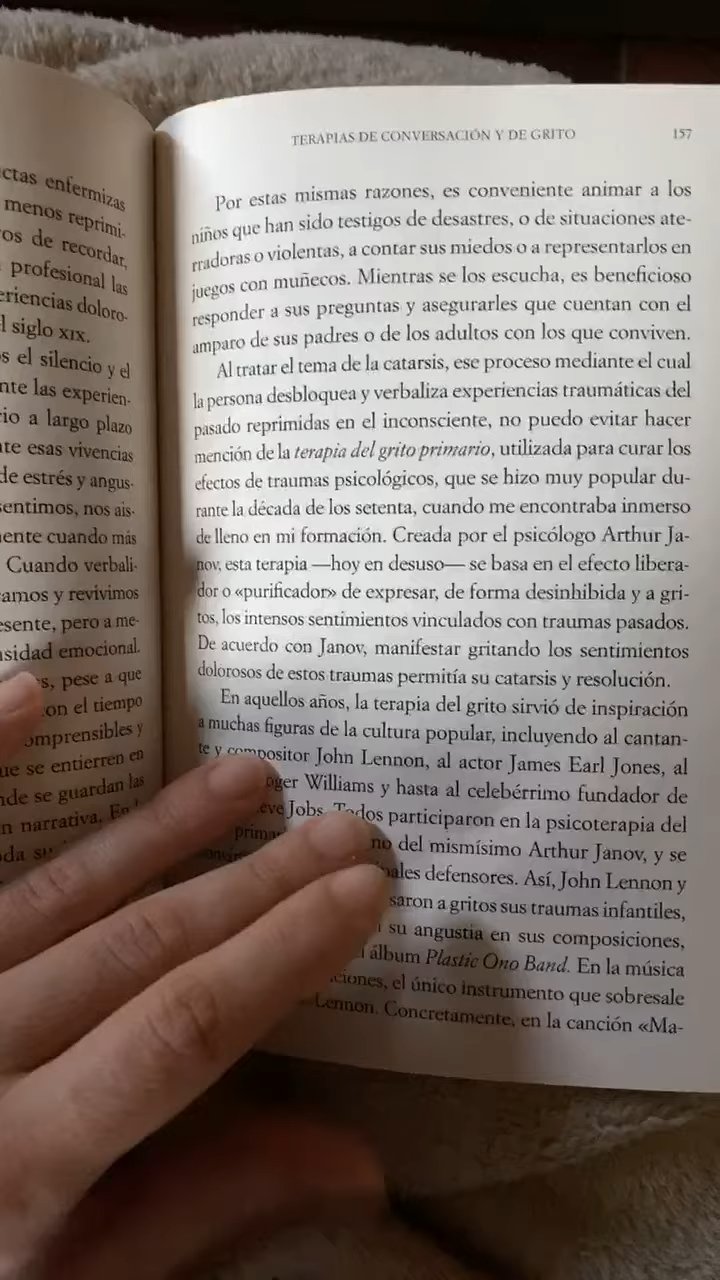 ctas enfermizas
menos reprimi-
os de recordar,
profesional las
eriencias doloro-
l siglo XIX.
s el silencio y el
nte las experien-
rio a largo plazo
te esas vivencias
de estrés y angus-
sentimos, nos ais-
mente cuando más
Cuando verbali-
amos y revivimos
esente, pero a me-
sidad emocional.
s, pese a que
on el tiempo
omprensibles y
ue se entierren en
nde se guardan las
n narrativa. En
da su
TERAPIAS DE CONVERSACIÓN Y DE GRITO 157
Por estas mismas razones, es conveniente animar a los
niños que han sido testigos de desastres, o de situaciones ate-
rradoras o violentas, a contar sus miedos o a representarlos en
juegos con muñecos. Mientras se los escucha, es beneficioso
responder a sus preguntas y asegurarles que cuentan con el
amparo de sus padres o de los adultos con los que conviven.
Al tratar el tema de la catarsis, ese proceso mediante el cual
la persona desbloquea y verbaliza experiencias traumáticas del
pasado reprimidas en el inconsciente, no puedo evitar hacer
mención de la terapia del grito primario, utilizada para curar los
efectos de traumas psicológicos, que se hizo muy popular du-
rante la década de los setenta, cuando me encontraba inmerso
de lleno en mi formación. Creada por el psicólogo Arthur Ja-
nov, esta terapia —hoy en desuso— se basa en el efecto libera-
dor o «purificador» de expresar, de forma desinhibida y a gri-
tos, los intensos sentimientos vinculados con traumas pasados.
De acuerdo con Janov, manifestar gritando los sentimientos
dolorosos de estos traumas permitía su catarsis y resolución.
En aquellos años, la terapia del grito sirvió de inspiración
a muchas figuras de la cultura popular, incluyendo al cantan-
te y compositor John Lennon, al actor James Earl Jones, al
oger Williams y hasta al celebérrimo fundador de
eve Jobs. Todos participaron en la psicoterapia del
prima no del mismísimo Arthur Janov, y se
pales defensores. Así, John Lennon y
saron a gritos sus traumas infantiles,
su angustia en sus composiciones,
l álbum Plastic Ono Band. En la música
ciones, el único instrumento que sobresale
Lennon. Concretamente, en la canción «Ma-